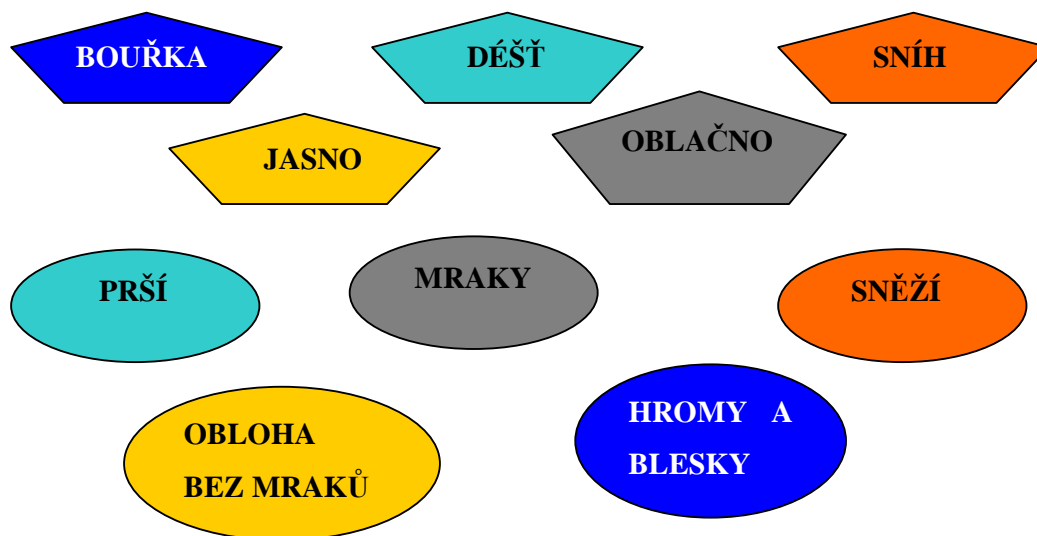 BOUŘKA
DÉŠŤ
SNÍH
JASNO
OBLAČNO
PRŠÍ
MRAKY
SNĚŽÍ
OBLOHA
BEZ MRAKŮ
HROMY A
BLESKY